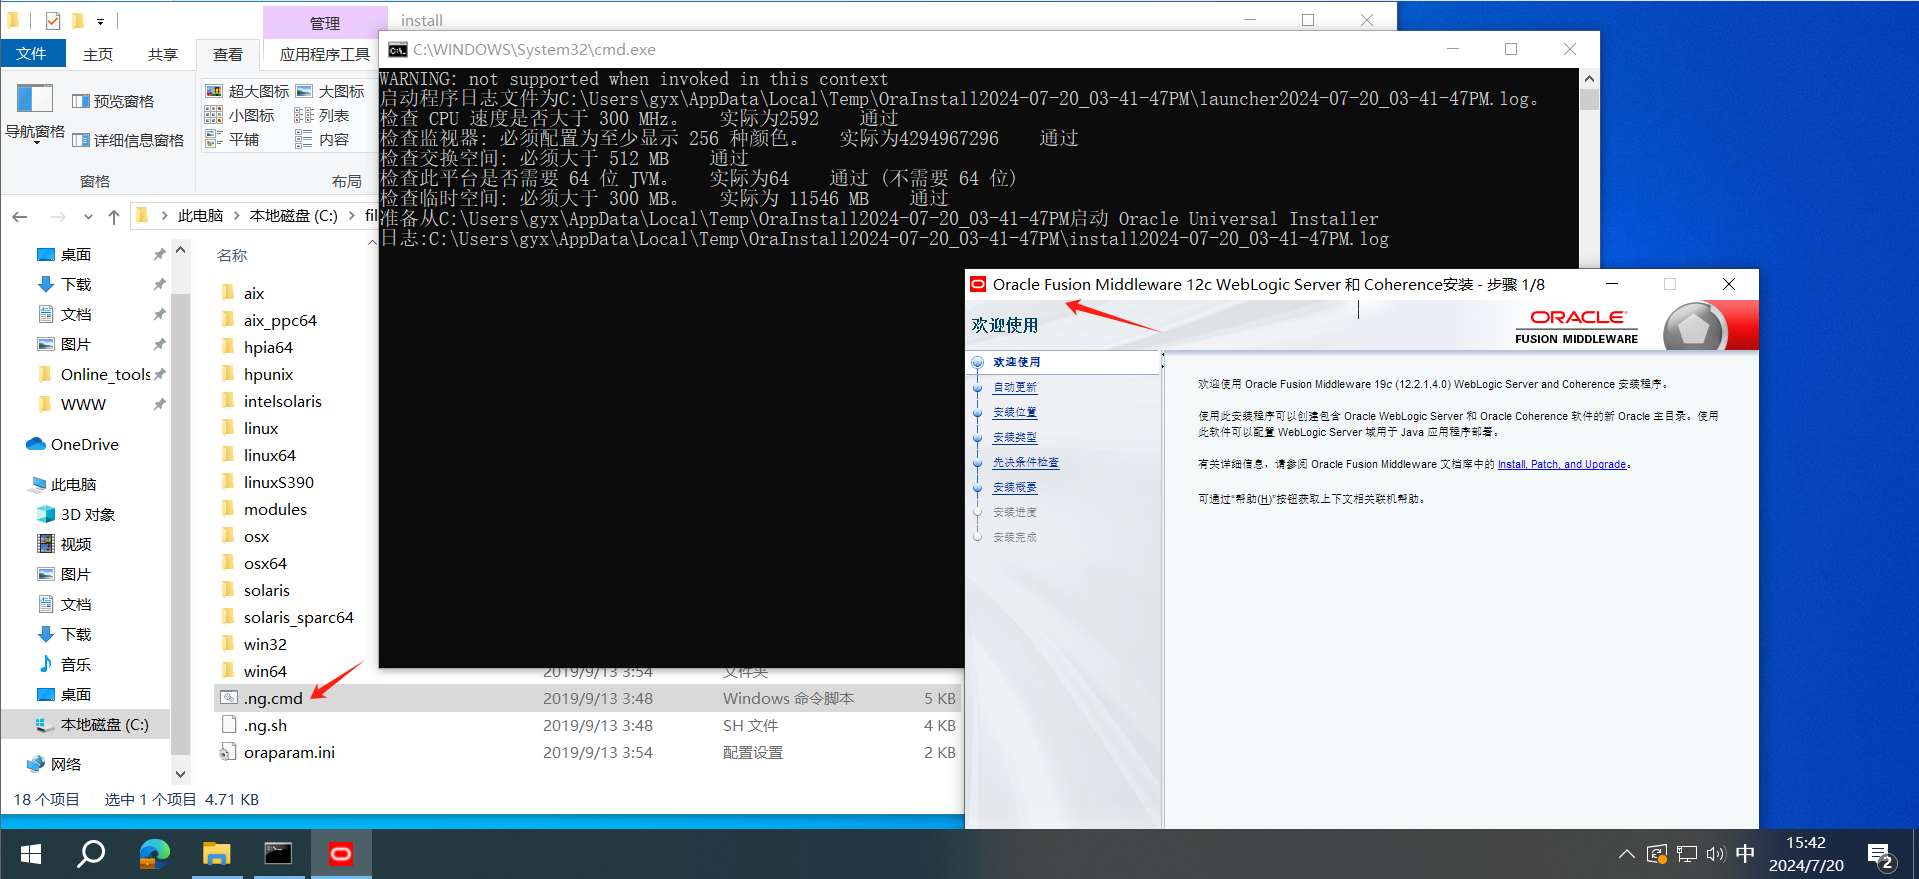 管理
install
文件
主页
共享
查看
应用程序工具
导航窗格
预览窗格
详细信息窗格
窗格
超大图标
大图标
小图标
列表
平铺
内容
布局
此电脑
本地磁盘 (C:)
fil
C:\WINDOWS\System32\cmd.exe
WARNING: not supported when invoked in this context
启动程序日志文件为C:\Users\gyx\AppData\Local\Temp\OraInstall2024-07-20_03-41-47PM\launcher2024-07-20_03-41-47PM.log。
检查 CPU 速度是否大于 300 MHz。 实际为2592 通过
检查监视器: 必须配置为至少显示 256 种颜色。 实际为4294967296 通过
检查交换空间: 必须大于 512 MB 通过
检查此平台是否需要 64 位 JVM。 实际为64 通过 (不需要 64 位)
检查临时空间: 必须大于 300 MB。 实际为 11546 MB 通过
准备从C:\Users\gyx\AppData\Local\Temp\OraInstall2024-07-20_03-41-47PM启动 Oracle Universal Installer
日志:C:\Users\gyx\AppData\Local\Temp\OraInstall2024-07-20_03-41-47PM\install2024-07-20_03-41-47PM.log
桌面
下载
文档
图片
Online_tools
WWW
OneDrive
此电脑
3D 对象
视频
图片
文档
下载
音乐
桌面
本地磁盘 (C:)
网络
名称
aix
aix_ppc64
hpia64
hpunix
intelsolaris
linux
linux64
linuxS390
modules
osx
osx64
solaris
solaris_sparc64
win32
win64 2019/9/13 3:54 文件夹
.ng.cmd 2019/9/13 3:48 Windows 命令脚本 5 KB
.ng.sh 2019/9/13 3:48 SH 文件 4 KB
oraparam.ini 2019/9/13 3:54 配置设置 2 KB
18 个项目 选中 1 个项目 4.71 KB
Oracle Fusion Middleware 12c WebLogic Server 和 Coherence安装 - 步骤 1/8
欢迎使用
ORACLE
FUSION MIDDLEWARE
欢迎使用
自动更新
安装位置
安装类型
先决条件检查
安装概要
安装进度
安装完成
欢迎使用 Oracle Fusion Middleware 19c (12.2.1.4.0) WebLogic Server and Coherence 安装程序。
使用此安装程序可以创建包含 Oracle WebLogic Server 和 Oracle Coherence 软件的新 Oracle 主目录。使用
此软件可以配置 WebLogic Server 域用于 Java 应用程序部署。
有关详细信息，请参阅 Oracle Fusion Middleware 文档库中的 Install, Patch, and Upgrade。
可通过“帮助(H)”按钮获取上下文相关联机帮助。
中
15:42
2024/7/20
2